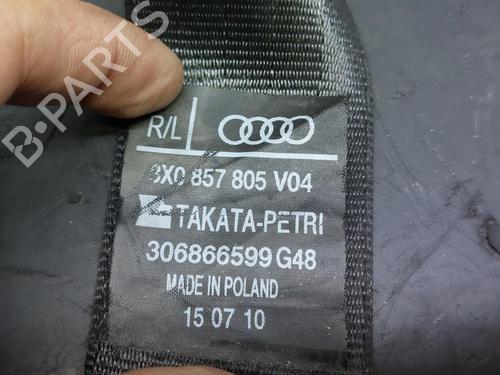 B-PARTS
R/L
8X0 857 805 V04
TAKATA-PETRI
306866599 G48
MADE IN POLAND
15 07 10